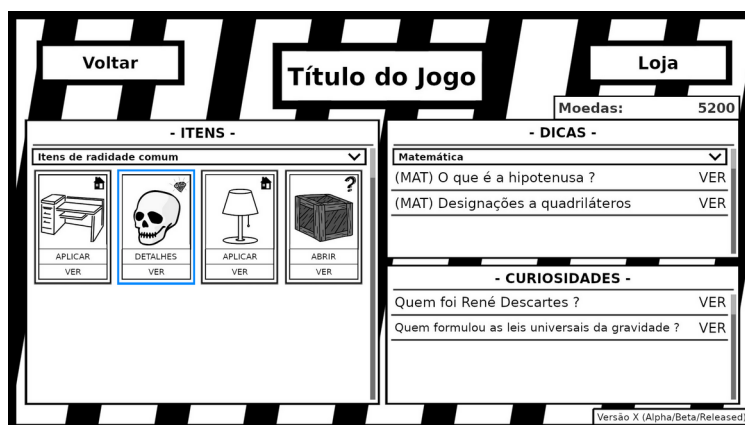 Voltar
Título do Jogo
Loja
Moedas: 5200
- ITENS -
Itens de radidade comum
APLICAR
VER
DETALHES
VER
APLICAR
VER
?
ABRIR
VER
- DICAS -
Matemática
(MAT) O que é a hipotenusa ? VER
(MAT) Designações a quadriláteros VER
- CURIOSIDADES -
Quem foi René Descartes ? VER
Quem formulou as leis universais da gravidade ? VER
Versão X (Alpha/Beta/Released)